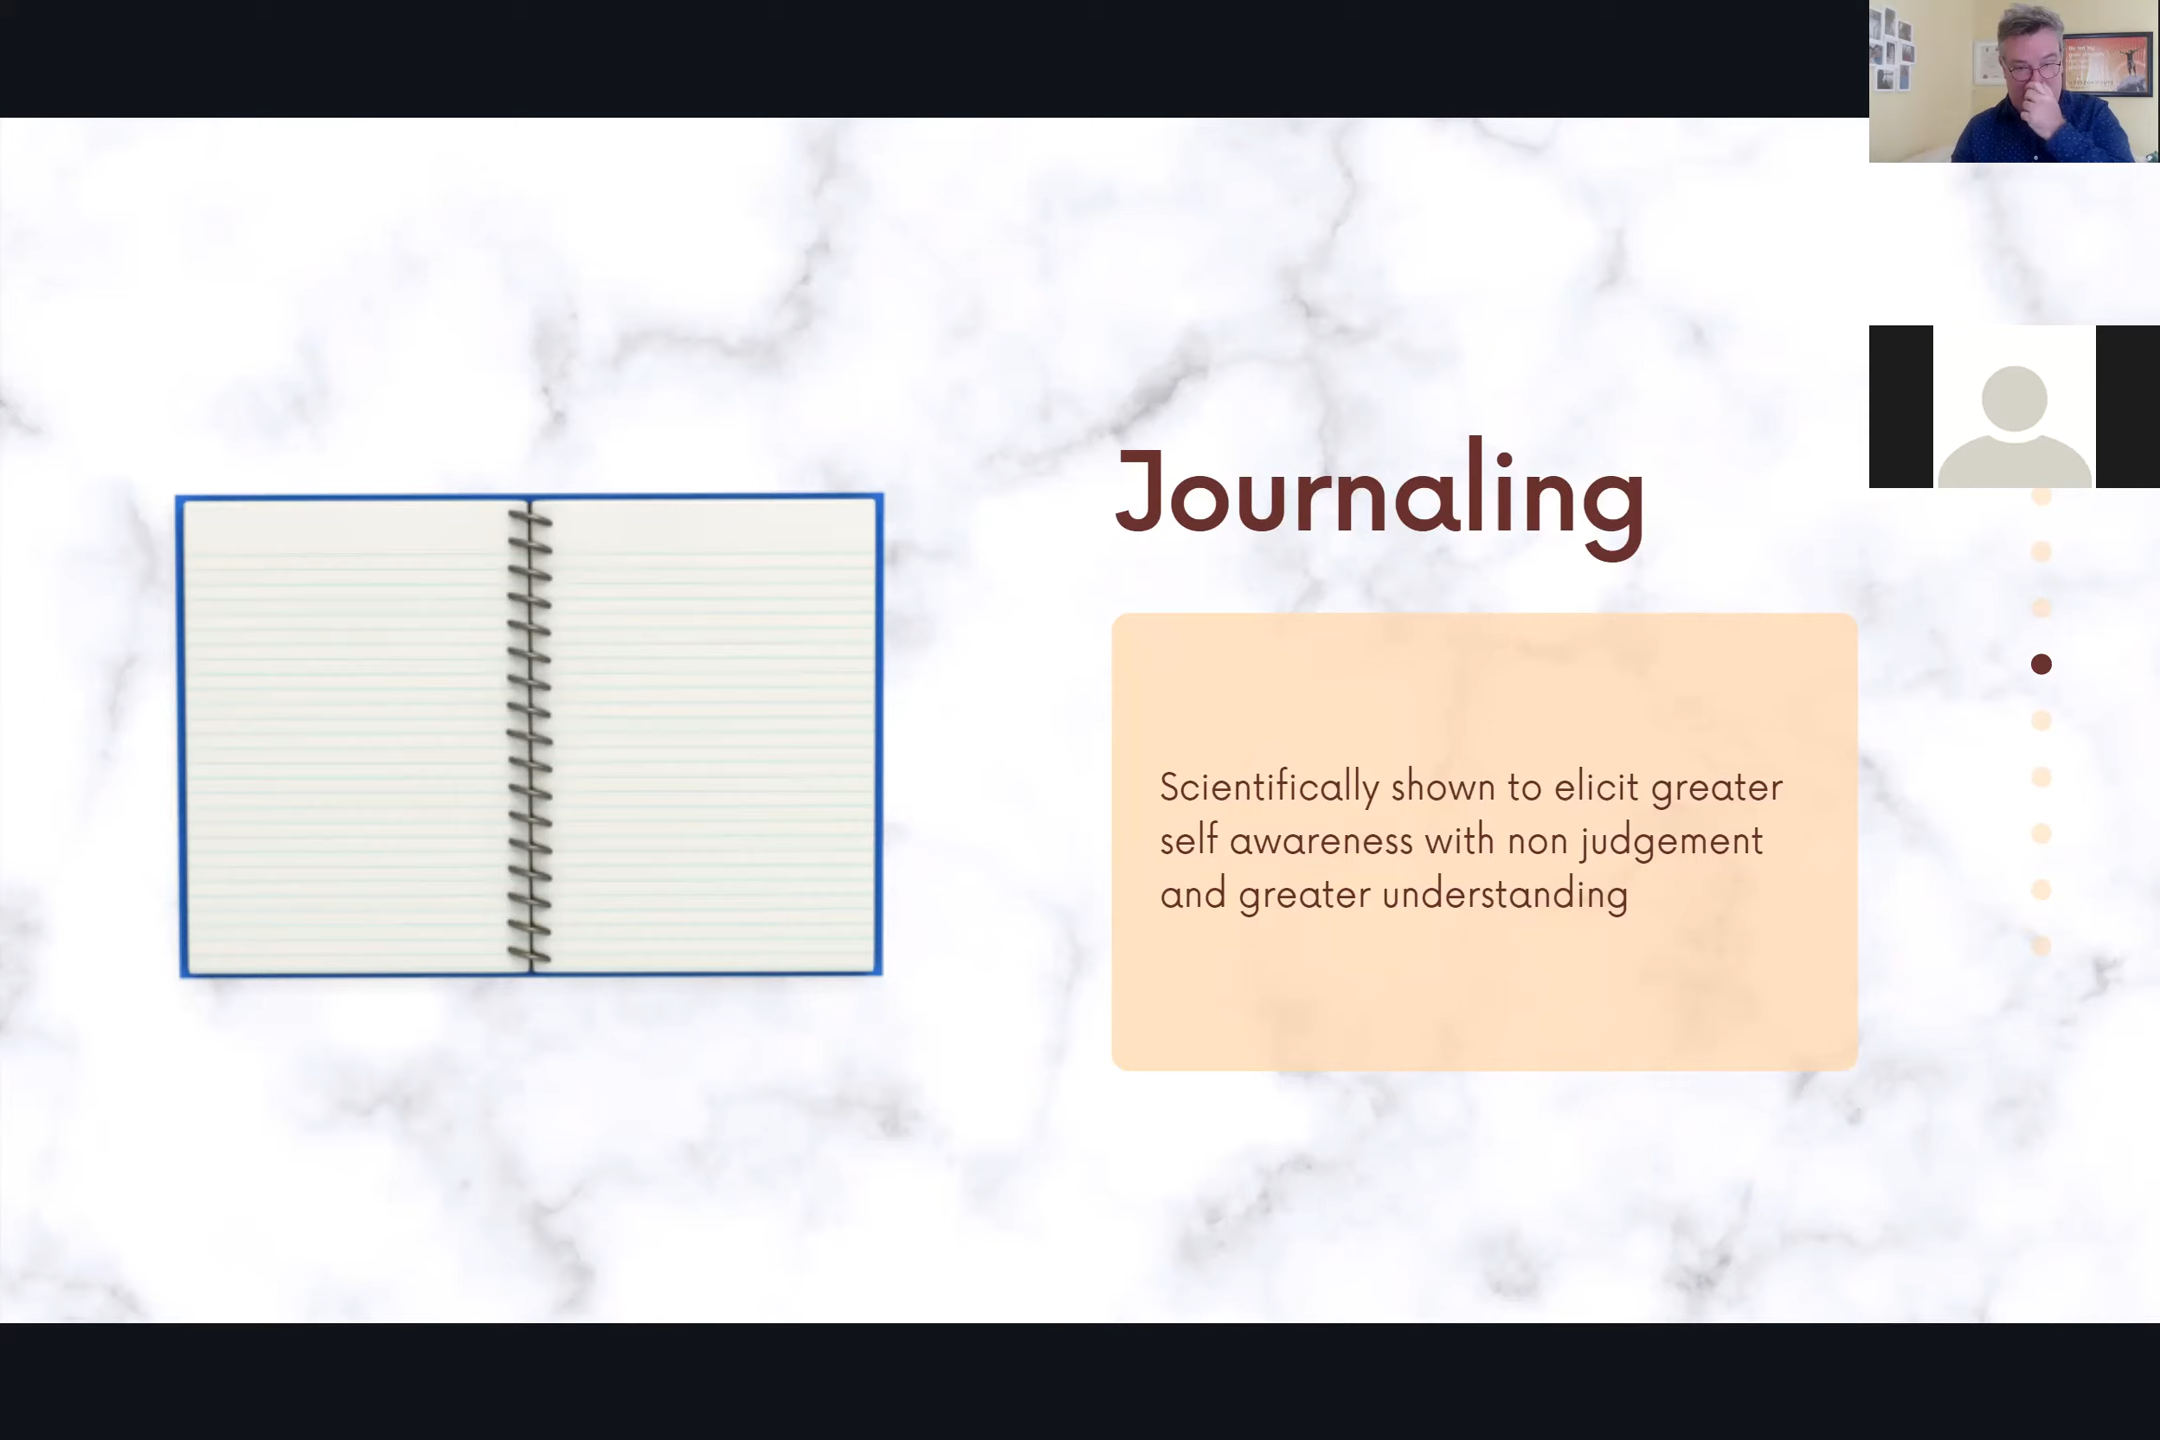 Journaling
Scientifically shown to elicit greater
self awareness with non judgement
and greater understanding